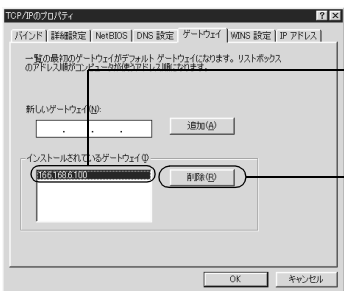 TCP/IPのプロパティ
バインド 詳細設定 NetBIOS DNS 設定 ゲートウェイ WINS 設定 IP アドレス
一覧の最初のゲートウェイがデフォルト ゲートウェイになります。リストボックス
のアドレス順がコンピュータが使うアドレス順になります。
新しいゲートウェイ(N):
. . .
追加(A)
インストールされているゲートウェイ(I)
166.168.6.100
削除(R)
OK キャンセル